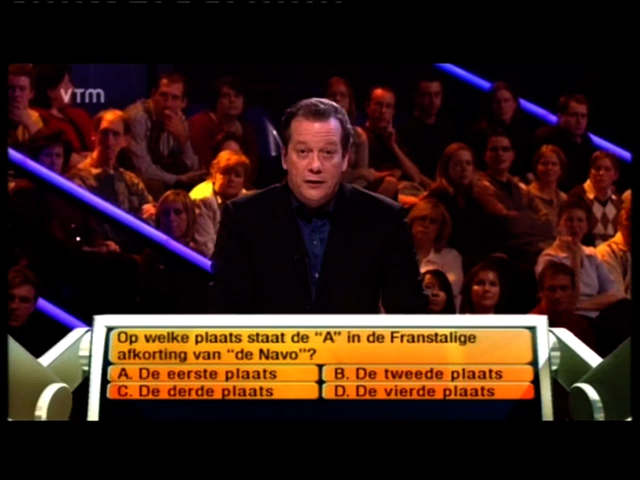 VTM
Op welke plaats staat de "A" in de Franstalige
afkorting van "de Navo"?
A. De eerste plaats
B. De tweede plaats
C. De derde plaats
D. De vierde plaats